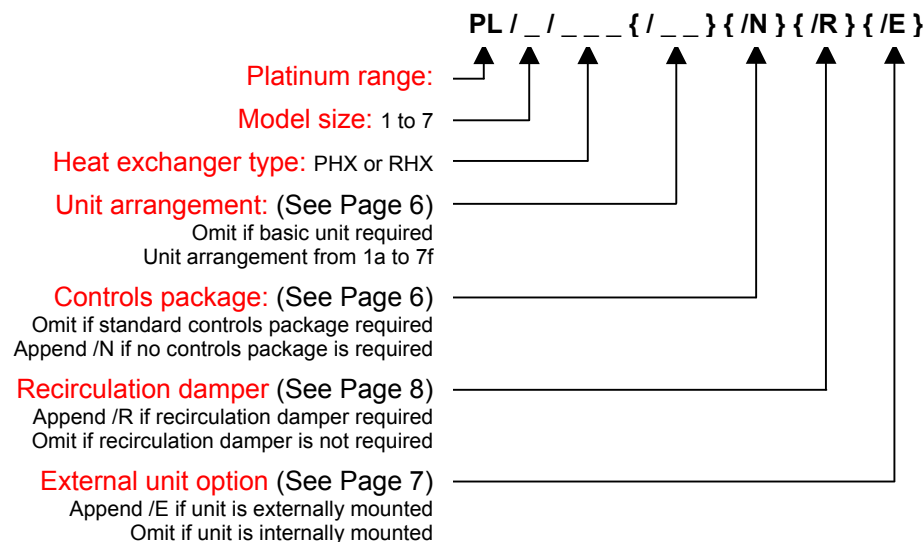 PL / _ / _ _ _ { / _ _ } { /N } { /R } { /E }
Platinum range:
Model size: 1 to 7
Heat exchanger type: PHX or RHX
Unit arrangement: (See Page 6)
Omit if basic unit required
Unit arrangement from 1a to 7f
Controls package: (See Page 6)
Omit if standard controls package required
Append /N if no controls package is required
Recirculation damper (See Page 8)
Append /R if recirculation damper required
Omit if recirculation damper is not required
External unit option (See Page 7)
Append /E if unit is externally mounted
Omit if unit is internally mounted